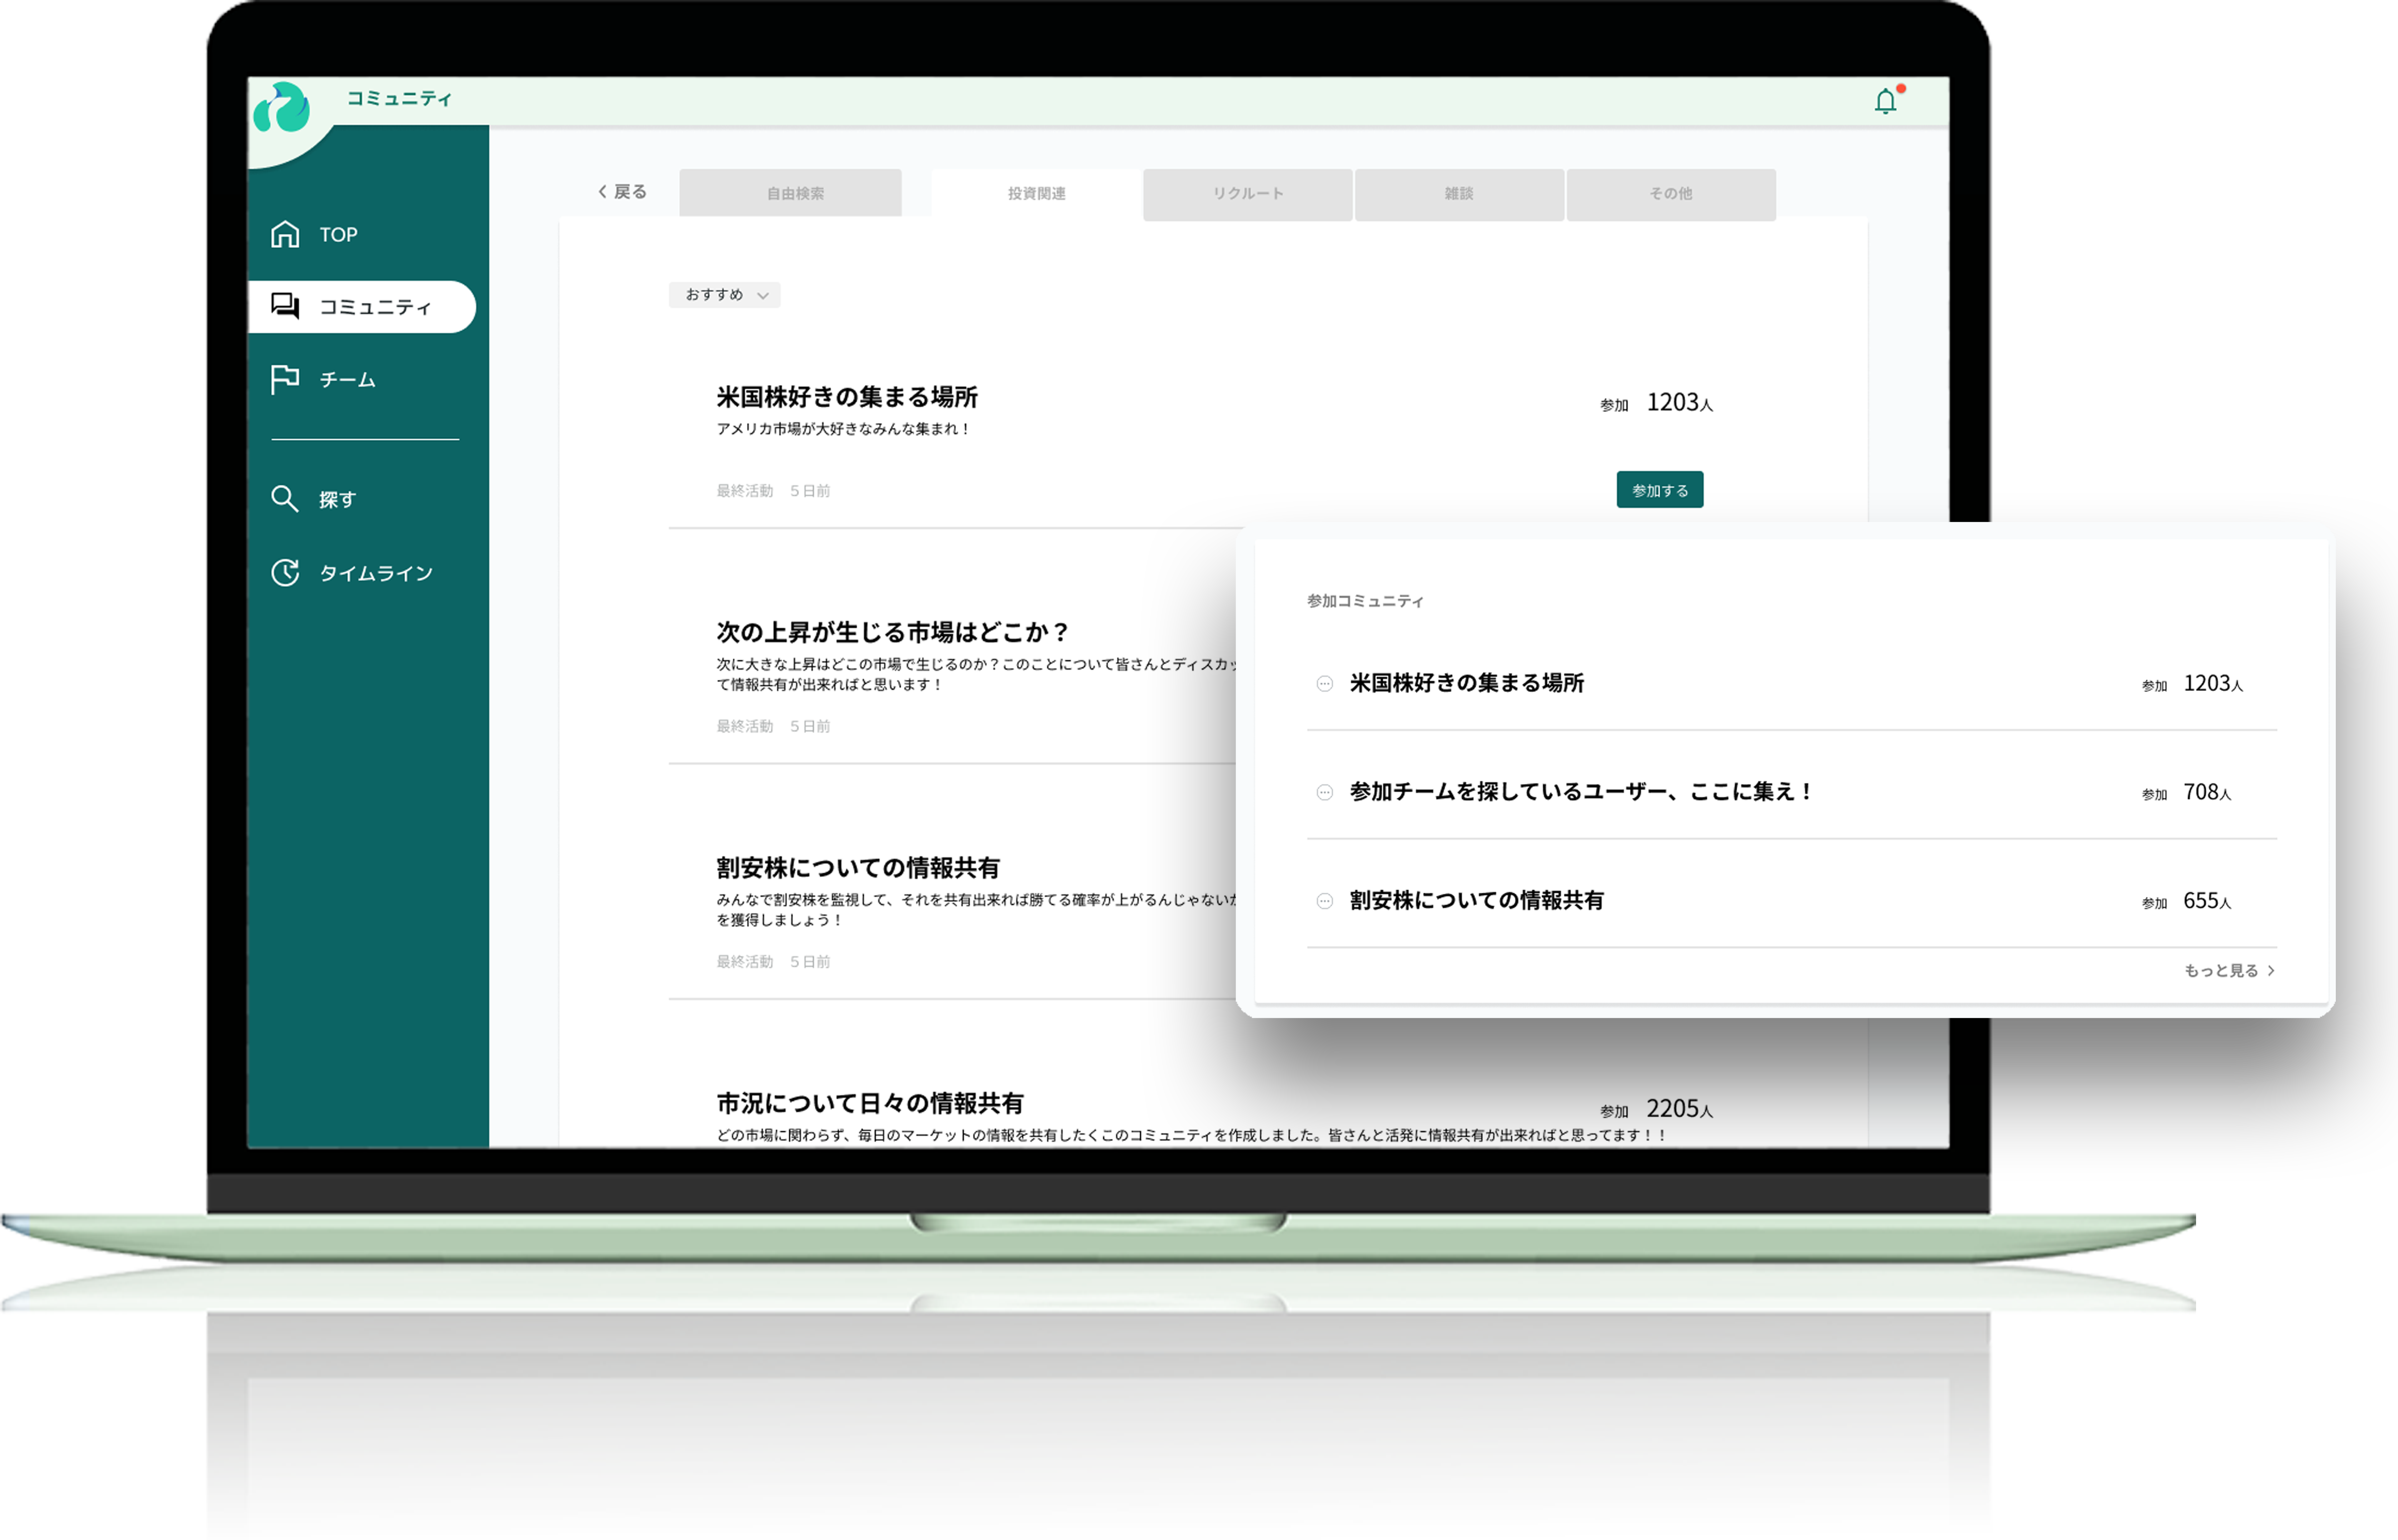 コミュニティ
TOP
コミュニティ
チーム
探す
タイムライン
戻る
自由検索
投資関連
リクルート
雑談
その他
おすすめ
米国株好きの集まる場所
参加 1203人
アメリカ市場が大好きなみんな集まれ！
最終活動 5日前
参加する
次の上昇が生じる市場はどこか？
次に大きな上昇はどこの市場で生じるのか？このことについて皆さんとディスカッ
て情報共有が出来ればと思います！
最終活動 5日前
割安株についての情報共有
みんなで割安株を監視して、それを共有出来れば勝てる確率が上がるんじゃない
を獲得しましょう！
最終活動 5日前
市況について日々の情報共有
参加 2205人
どの市場に関わらず、毎日のマーケットの情報を共有したくこのコミュニティを作成しました。皆さんと活発に情報共有が出来ればと思ってます！！
参加コミュニティ
米国株好きの集まる場所
参加 1203人
参加チームを探しているユーザー、ここに集え！
参加 708人
割安株についての情報共有
参加 655人
もっと見る